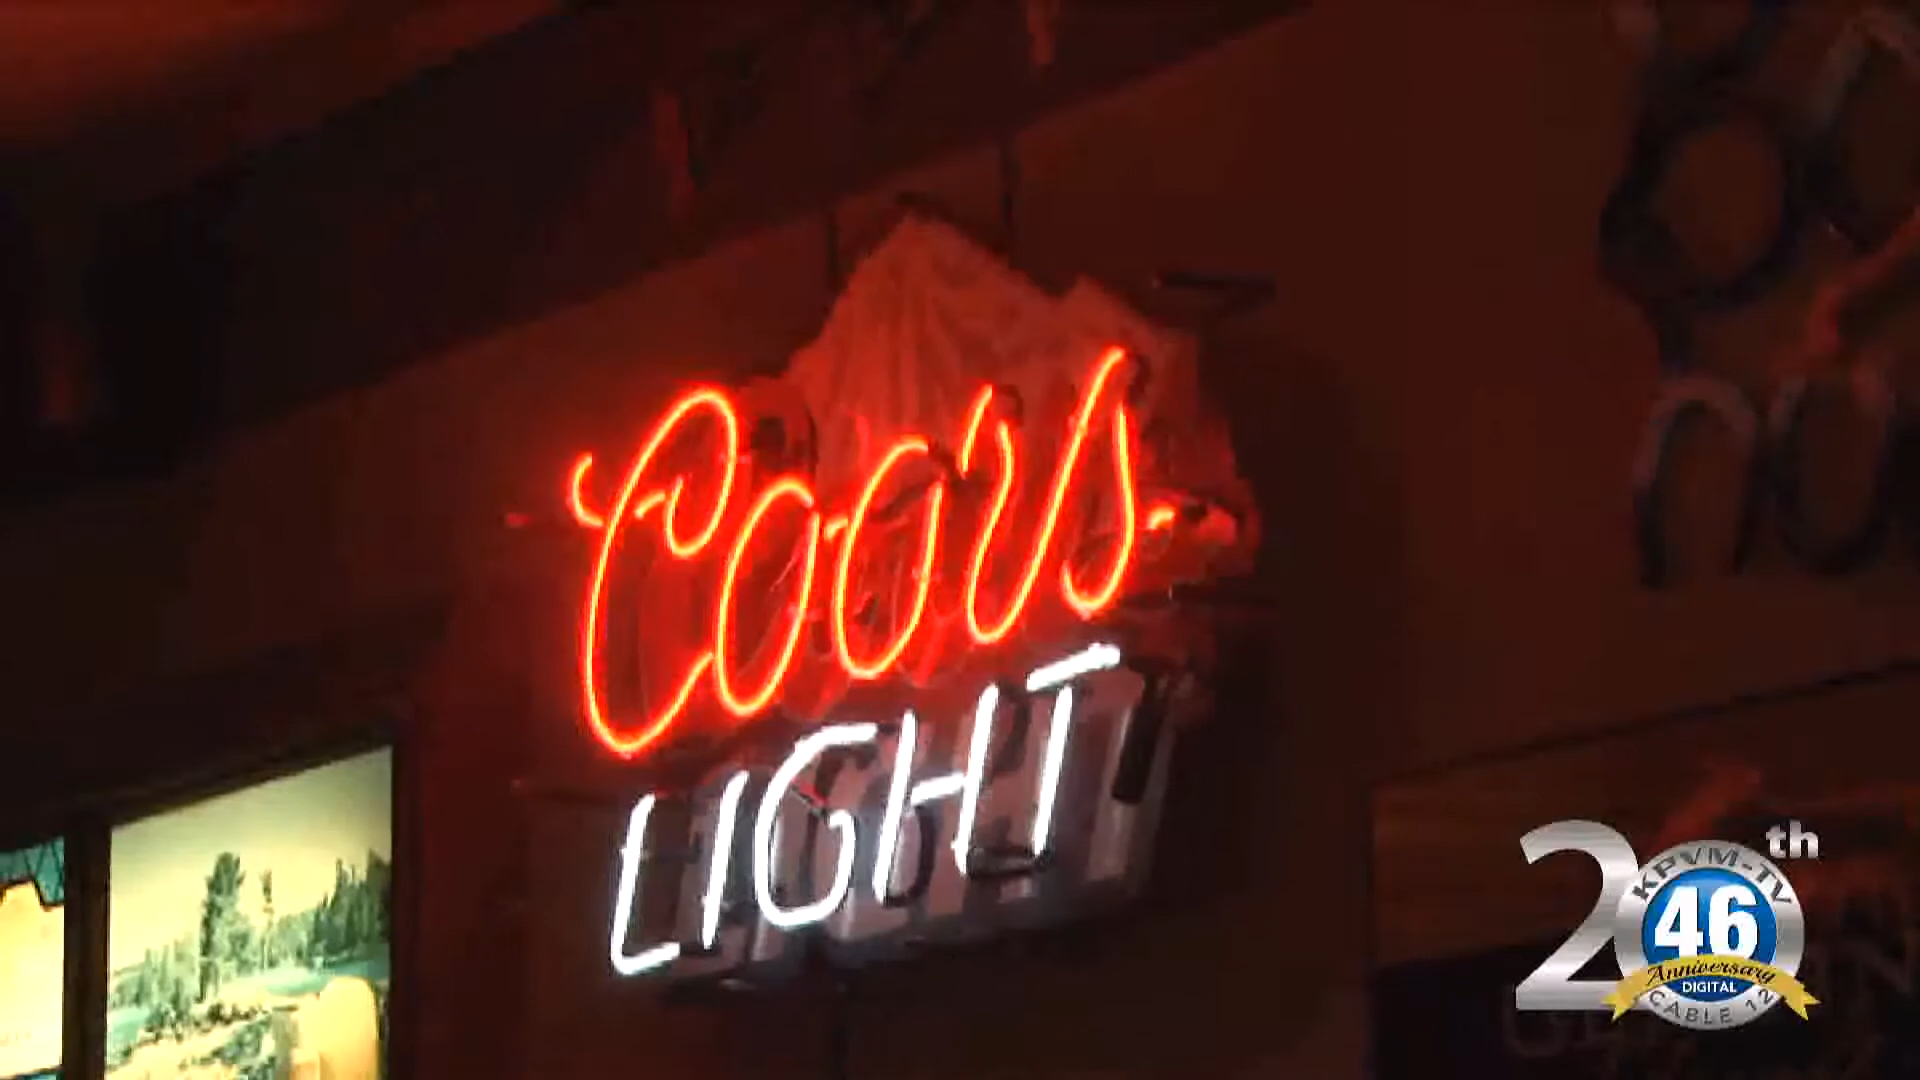 Coors
LIGHT
20th
KPVM-TV
46
Anniversary
DIGITAL
CABLE 12